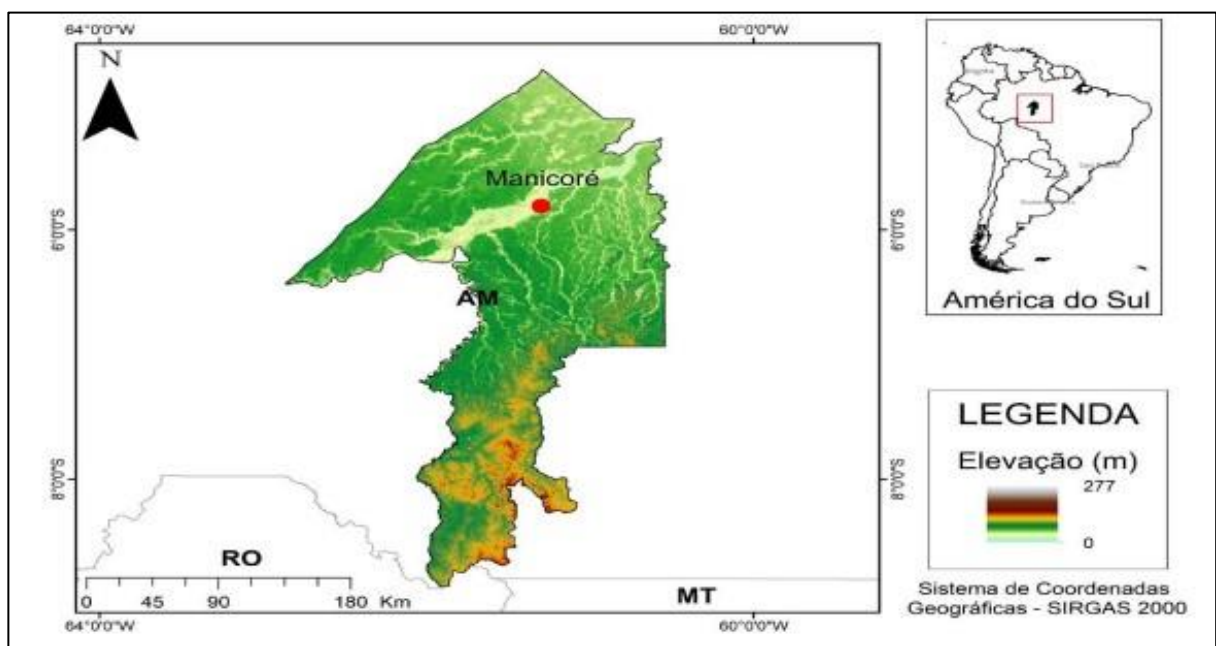 64°0'0"W
60°0'0"W
N
Manicoré
6°0'0"S
6°0'0"S
AM
8°0'0"S
8°0'0"S
RO
MT
0 45 90 180 Km
64°0'0"W
60°0'0"W
América do Sul
LEGENDA
Elevação (m)
277
0
Sistema de Coordenadas
Geográficas - SIRGAS 2000